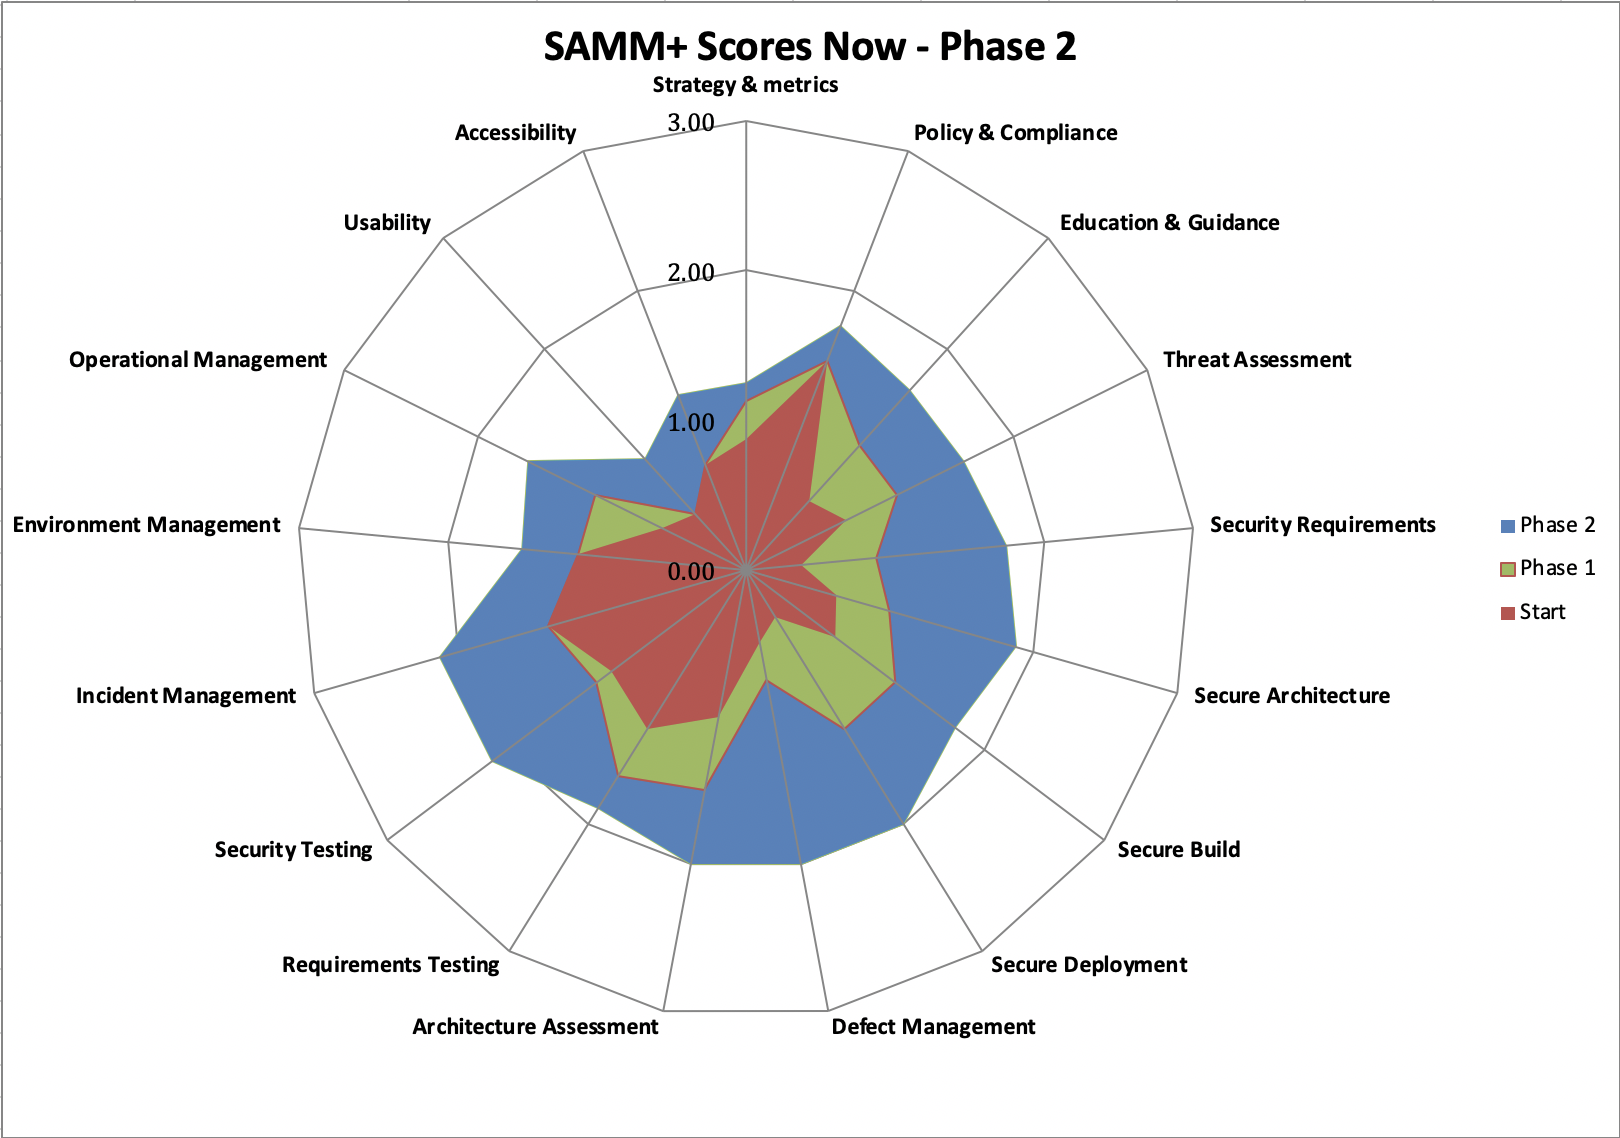 SAMM+ Scores Now - Phase 2
Strategy & metrics
Policy & Compliance
Education & Guidance
Threat Assessment
Security Requirements
Secure Architecture
Secure Build
Secure Deployment
Defect Management
Architecture Assessment
Requirements Testing
Security Testing
Incident Management
Environment Management
Operational Management
Usability
Accessibility
3.00
2.00
1.00
0.00
Phase 2
Phase 1
Start